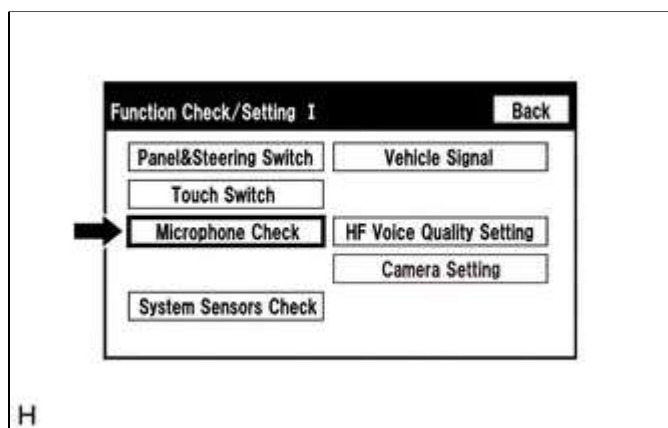 Function Check/Setting I
Back
Panel&Steering Switch
Vehicle Signal
Touch Switch
Microphone Check
HF Voice Quality Setting
Camera Setting
System Sensors Check
H